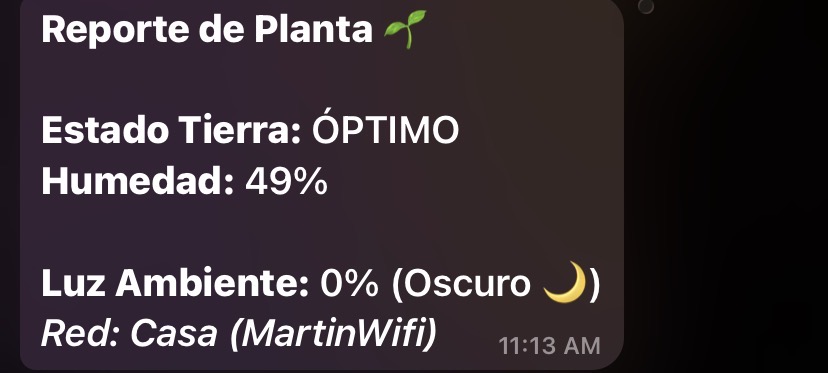 Reporte de Planta 🌱
Estado Tierra: ÓPTIMO
Humedad: 49%
Luz Ambiente: 0% (Oscuro 🌙)
Red: Casa (MartinWifi)
11:13 AM